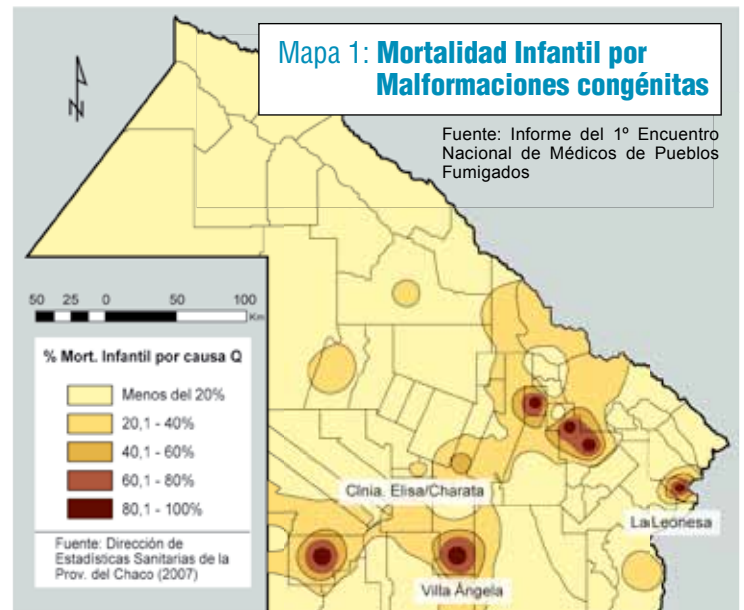 Mapa 1: Mortalidad Infantil por
Malformaciones congénitas
Fuente: Informe del 1º Encuentro
Nacional de Médicos de Pueblos
Fumigados
N
50 25 0 50 100
Km
% Mort. Infantil por causa Q
Menos del 20%
20,1 - 40%
40,1 - 60%
60,1 - 80%
80,1 - 100%
Fuente: Dirección de
Estadísticas Sanitarias de la
Prov. del Chaco (2007)
Clnia. Elisa/Charata
La Leonesa
Villa Ángela